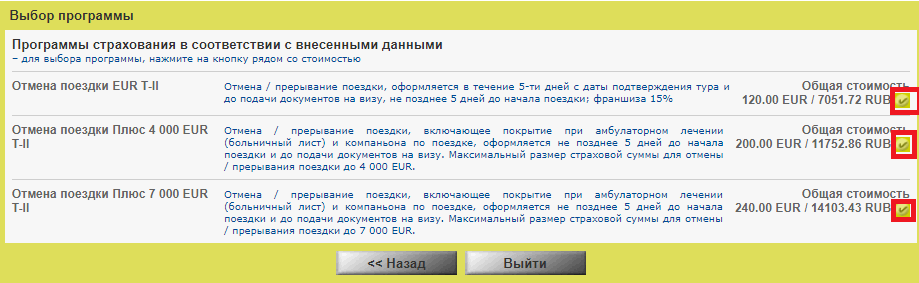 Выбор программы
Программы страхования в соответствии с внесенными данными
– для выбора программы, нажмите на кнопку рядом со стоимостью
Отмена поездки EUR T-II
Отмена / прерывание поездки, оформляется в течение 5-ти дней с даты подтверждения тура и
до подачи документов на визу, не позднее 5 дней до начала поездки; франшиза 15%
Общая стоимость
120.00 EUR / 7051.72 RUB
Отмена поездки Плюс 4 000 EUR
T-II
Отмена / прерывание поездки, включающее покрытие при амбулаторном лечении
(больничный лист) и компаньона по поездке, оформляется не позднее 5 дней до начала
поездки и до подачи документов на визу. Максимальный размер страховой суммы для отмены
/ прерывания поездки до 4 000 EUR.
Общая стоимость
200.00 EUR / 11752.86 RUB
Отмена поездки Плюс 7 000 EUR
T-II
Отмена / прерывание поездки, включающее покрытие при амбулаторном лечении
(больничный лист) и компаньона по поездке, оформляется не позднее 5 дней до начала
поездки и до подачи документов на визу. Максимальный размер страховой суммы для отмены
/ прерывания поездки до 7 000 EUR.
Общая стоимость
240.00 EUR / 14103.43 RUB
<< Назад
Выйти